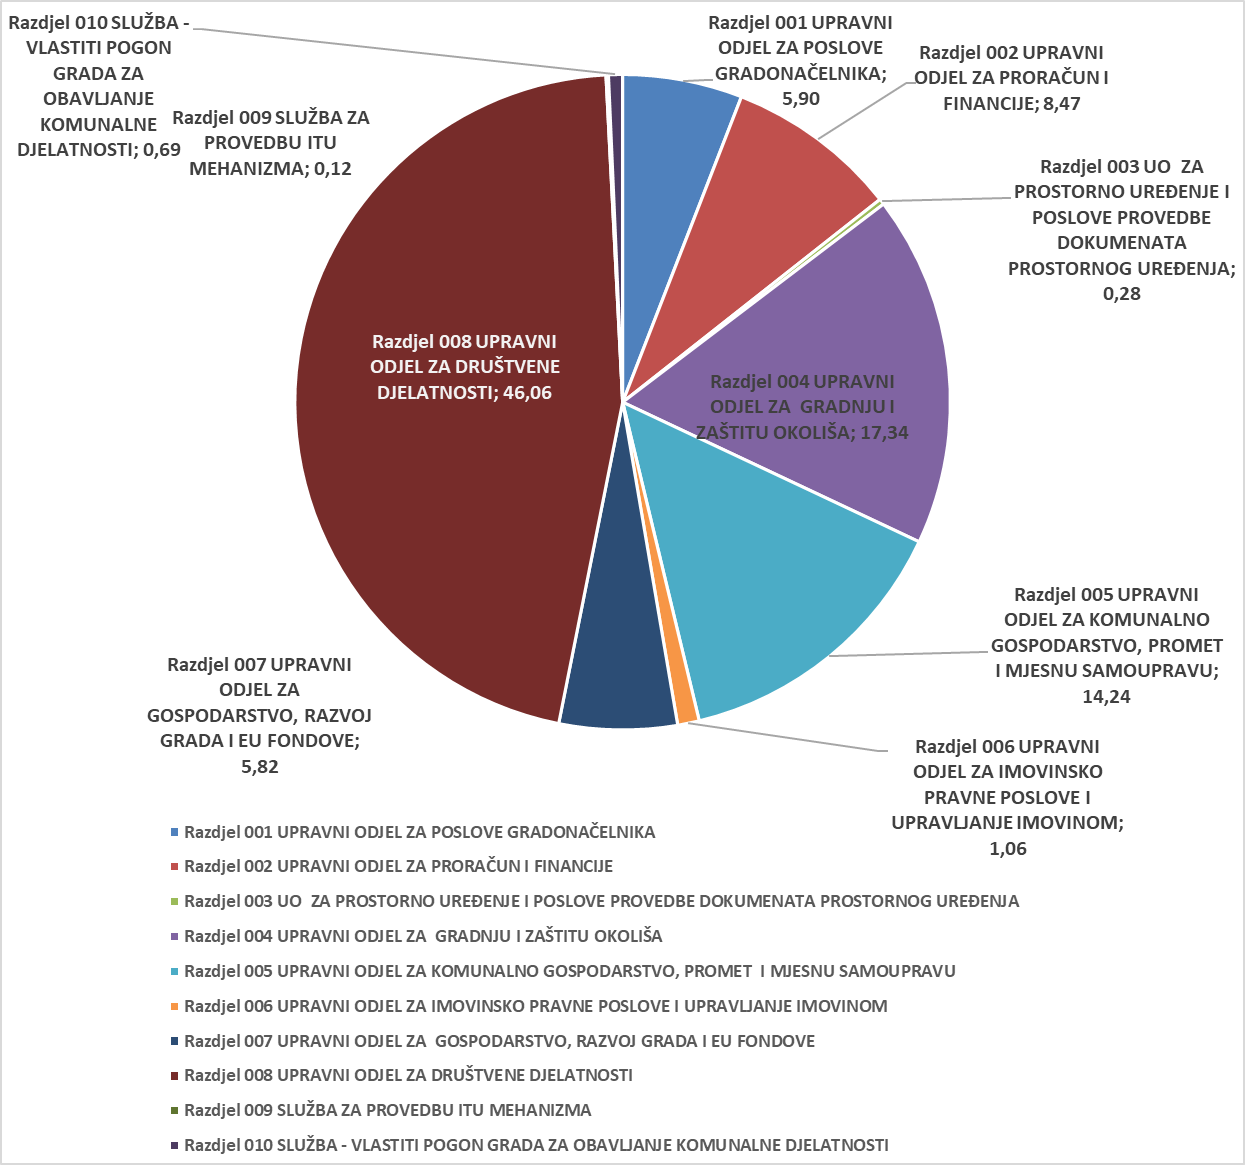 Razdjel 010 SLUŽBA -
VLASTITI POGON
GRADA ZA
OBAVLJANJE
KOMUNALNE
DJELATNOSTI; 0,69
Razdjel 009 SLUŽBA ZA
PROVEDBU ITU
MEHANIZMA; 0,12
Razdjel 001 UPRAVNI
ODJEL ZA POSLOVE
GRADONAČELNIKA;
5,90
Razdjel 002 UPRAVNI
ODJEL ZA PRORAČUN I
FINANCIJE; 8,47
Razdjel 003 UO  ZA
PROSTORNO UREĐENJE I
POSLOVE PROVEDBE
DOKUMENATA
PROSTORNOG UREĐENJA;
0,28
Razdjel 008 UPRAVNI
ODJEL ZA DRUŠTVENE
DJELATNOSTI; 46,06
Razdjel 004 UPRAVNI
ODJEL ZA  GRADNJU I
ZAŠTITU OKOLIŠA; 17,34
Razdjel 005 UPRAVNI
ODJEL ZA KOMUNALNO
GOSPODARSTVO, PROMET
I MJESNU SAMOUPRAVU;
14,24
Razdjel 007 UPRAVNI
ODJEL ZA
GOSPODARSTVO, RAZVOJ
GRADA I EU FONDOVE;
5,82
Razdjel 006 UPRAVNI
ODJEL ZA IMOVINSKO
PRAVNE POSLOVE I
UPRAVLJANJE IMOVINOM;
1,06
Razdjel 001 UPRAVNI ODJEL ZA POSLOVE GRADONAČELNIKA
Razdjel 002 UPRAVNI ODJEL ZA PRORAČUN I FINANCIJE
Razdjel 003 UO  ZA PROSTORNO UREĐENJE I POSLOVE PROVEDBE DOKUMENATA PROSTORNOG UREĐENJA
Razdjel 004 UPRAVNI ODJEL ZA  GRADNJU I ZAŠTITU OKOLIŠA
Razdjel 005 UPRAVNI ODJEL ZA KOMUNALNO GOSPODARSTVO, PROMET  I MJESNU SAMOUPRAVU
Razdjel 006 UPRAVNI ODJEL ZA IMOVINSKO PRAVNE POSLOVE I UPRAVLJANJE IMOVINOM
Razdjel 007 UPRAVNI ODJEL ZA  GOSPODARSTVO, RAZVOJ GRADA I EU FONDOVE
Razdjel 008 UPRAVNI ODJEL ZA DRUŠTVENE DJELATNOSTI
Razdjel 009 SLUŽBA ZA PROVEDBU ITU MEHANIZMA
Razdjel 010 SLUŽBA - VLASTITI POGON GRADA ZA OBAVLJANJE KOMUNALNE DJELATNOSTI